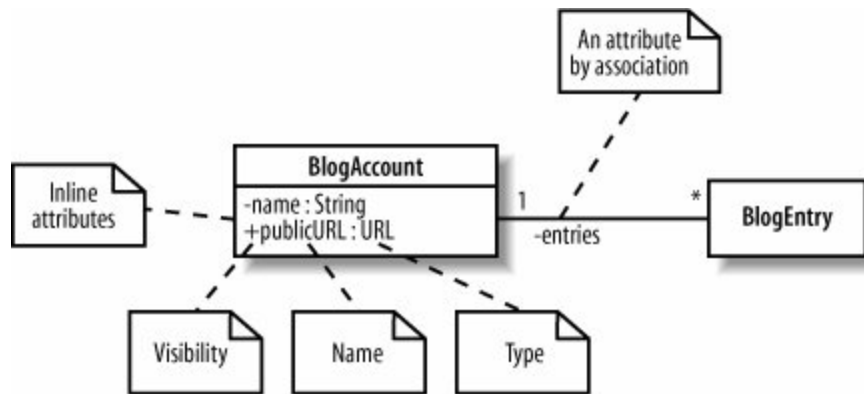 An attribute
by association
BlogAccount
Inline
attributes
-name : String
+publicURL : URL
1
*
-entries
BlogEntry
Visibility
Name
Type